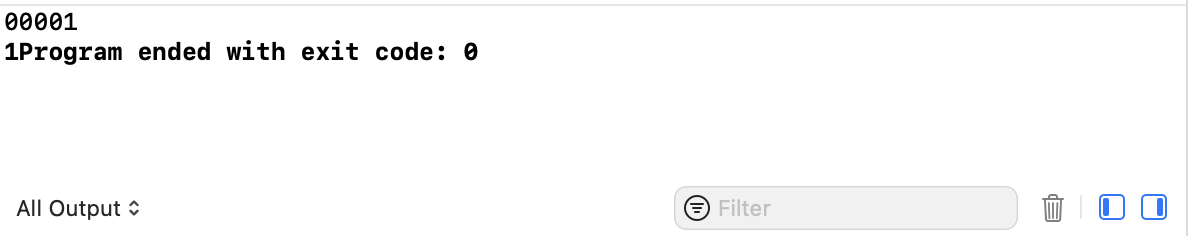 00001
1Program ended with exit code: 0
All Output
Filter